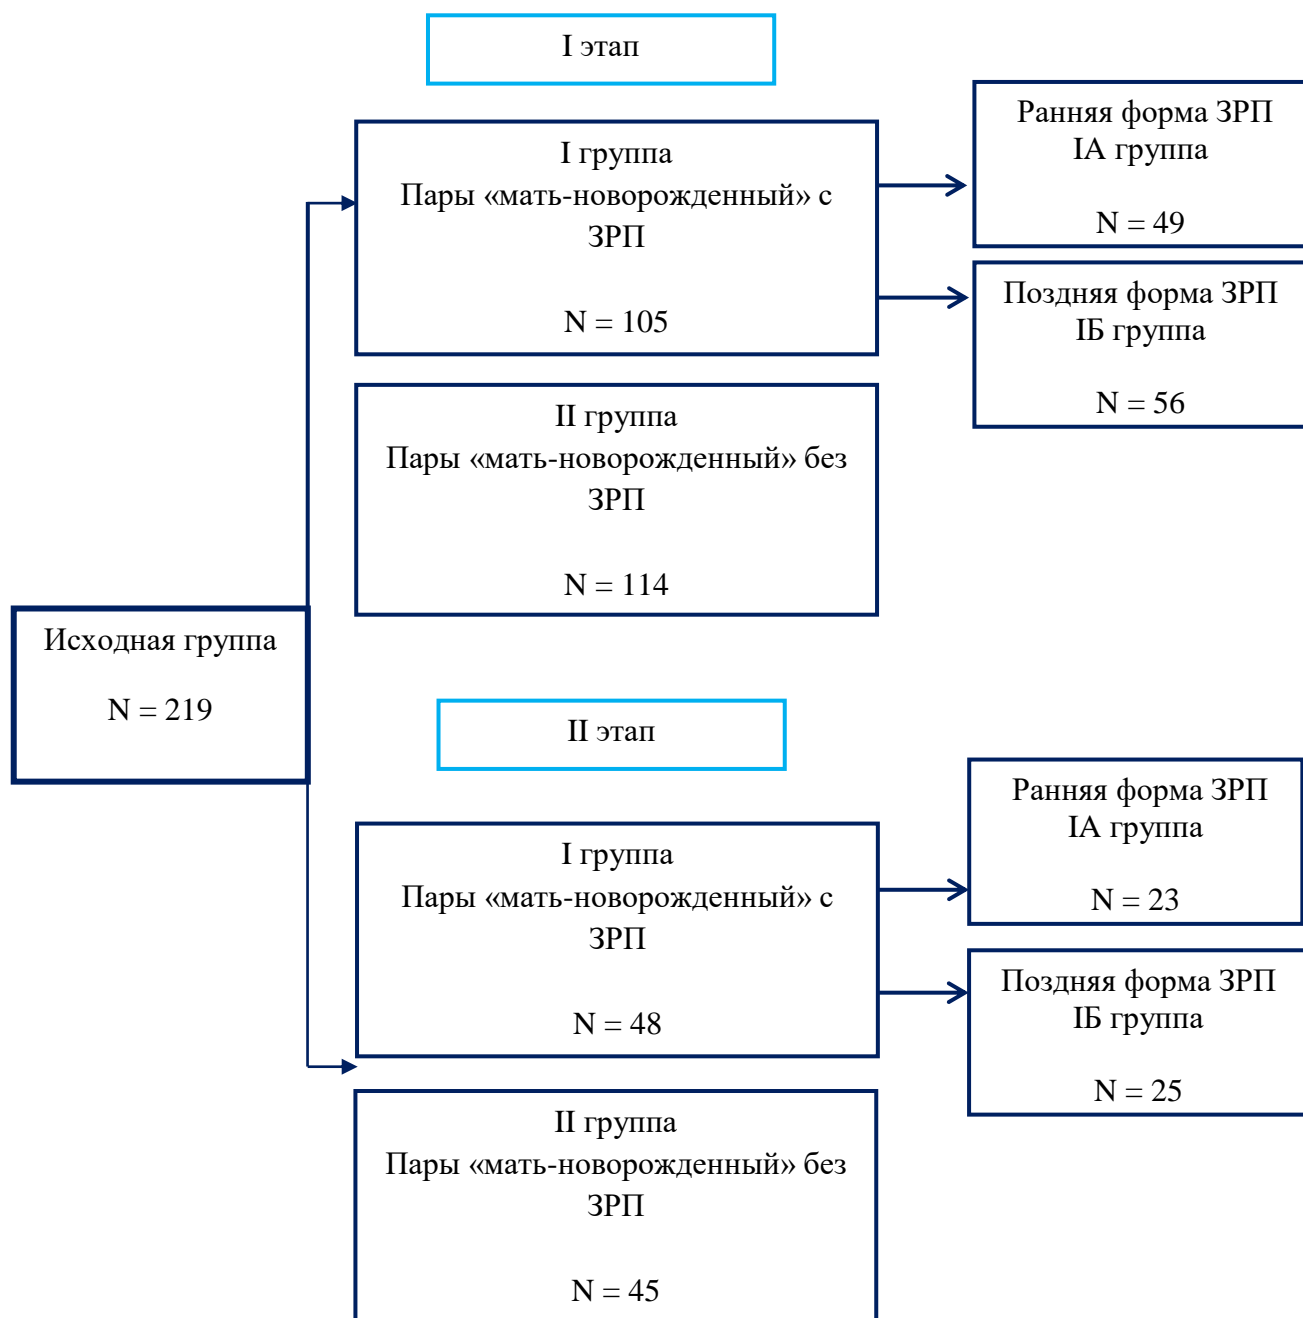 I этап
I группа
Пары «мать-новорожденный» с
ЗРП
N = 105
Ранняя форма ЗРП
IА группа
N = 49
Поздняя форма ЗРП
IБ группа
N = 56
II группа
Пары «мать-новорожденный» без
ЗРП
N = 114
Исходная группа
N = 219
II этап
I группа
Пары «мать-новорожденный» с
ЗРП
N = 48
Ранняя форма ЗРП
IА группа
N = 23
Поздняя форма ЗРП
IБ группа
N = 25
II группа
Пары «мать-новорожденный» без
ЗРП
N = 45